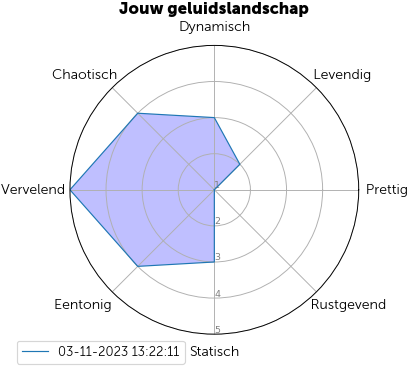 Jouw geluidslandschap
Dynamisch
Chaotisch
Levendig
Vervelend
Prettig
1
2
3
4
5
Eentonig
Rustgevend
Statisch
03-11-2023 13:22:11